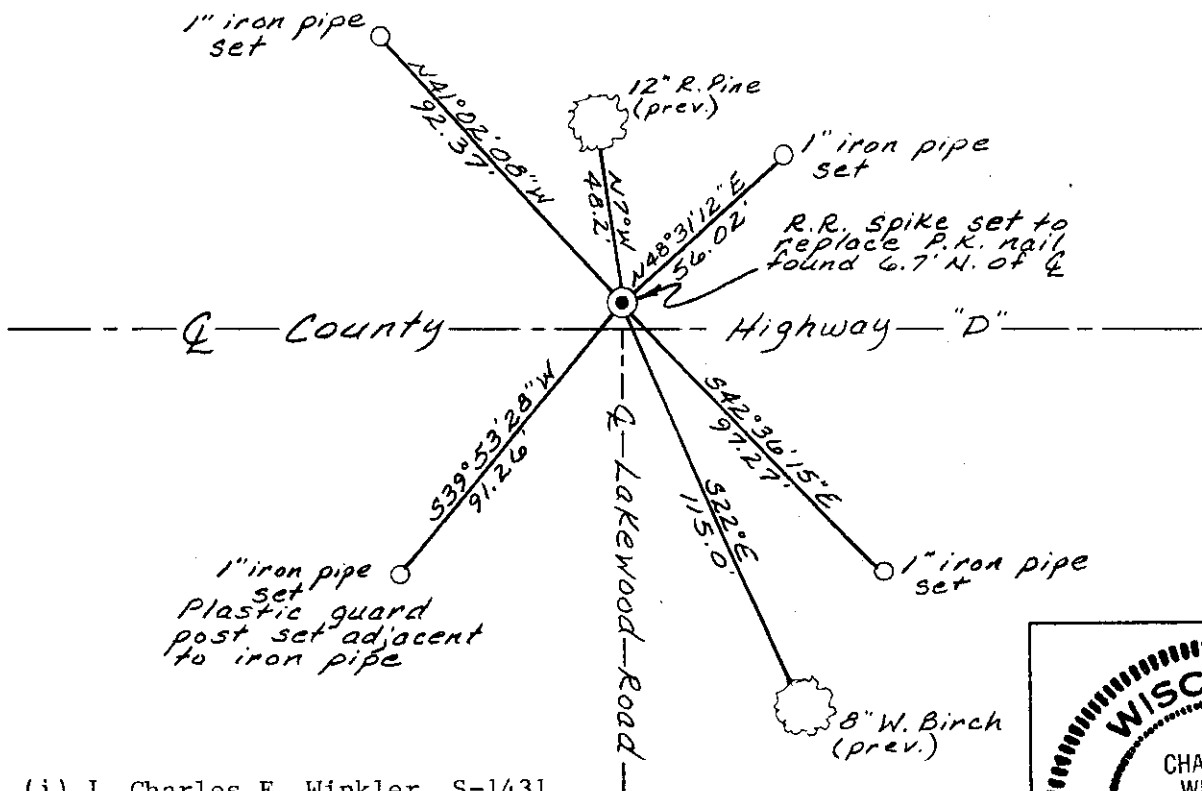 1" iron pipe
set
N41°02'08"W
92.37'
12" R. Pine
(prev.)
N7°W
48.2
1" iron pipe
set
N48°31'12"E
56.02'
R.R. spike set to
replace P.K. nail
found 6.7' N. of ℄
℄ County Highway "D"
S39°53'28"W
91.26'
℄ Lakewood Road
S42°36'15"E
97.27'
S22°E
115.0'
1" iron pipe
set
Plastic guard
post set adjacent
to iron pipe
1" iron pipe
set
8" W. Birch
(prev.)
WISC
CHA
(i) I, Charles E. Winkler, S-1431